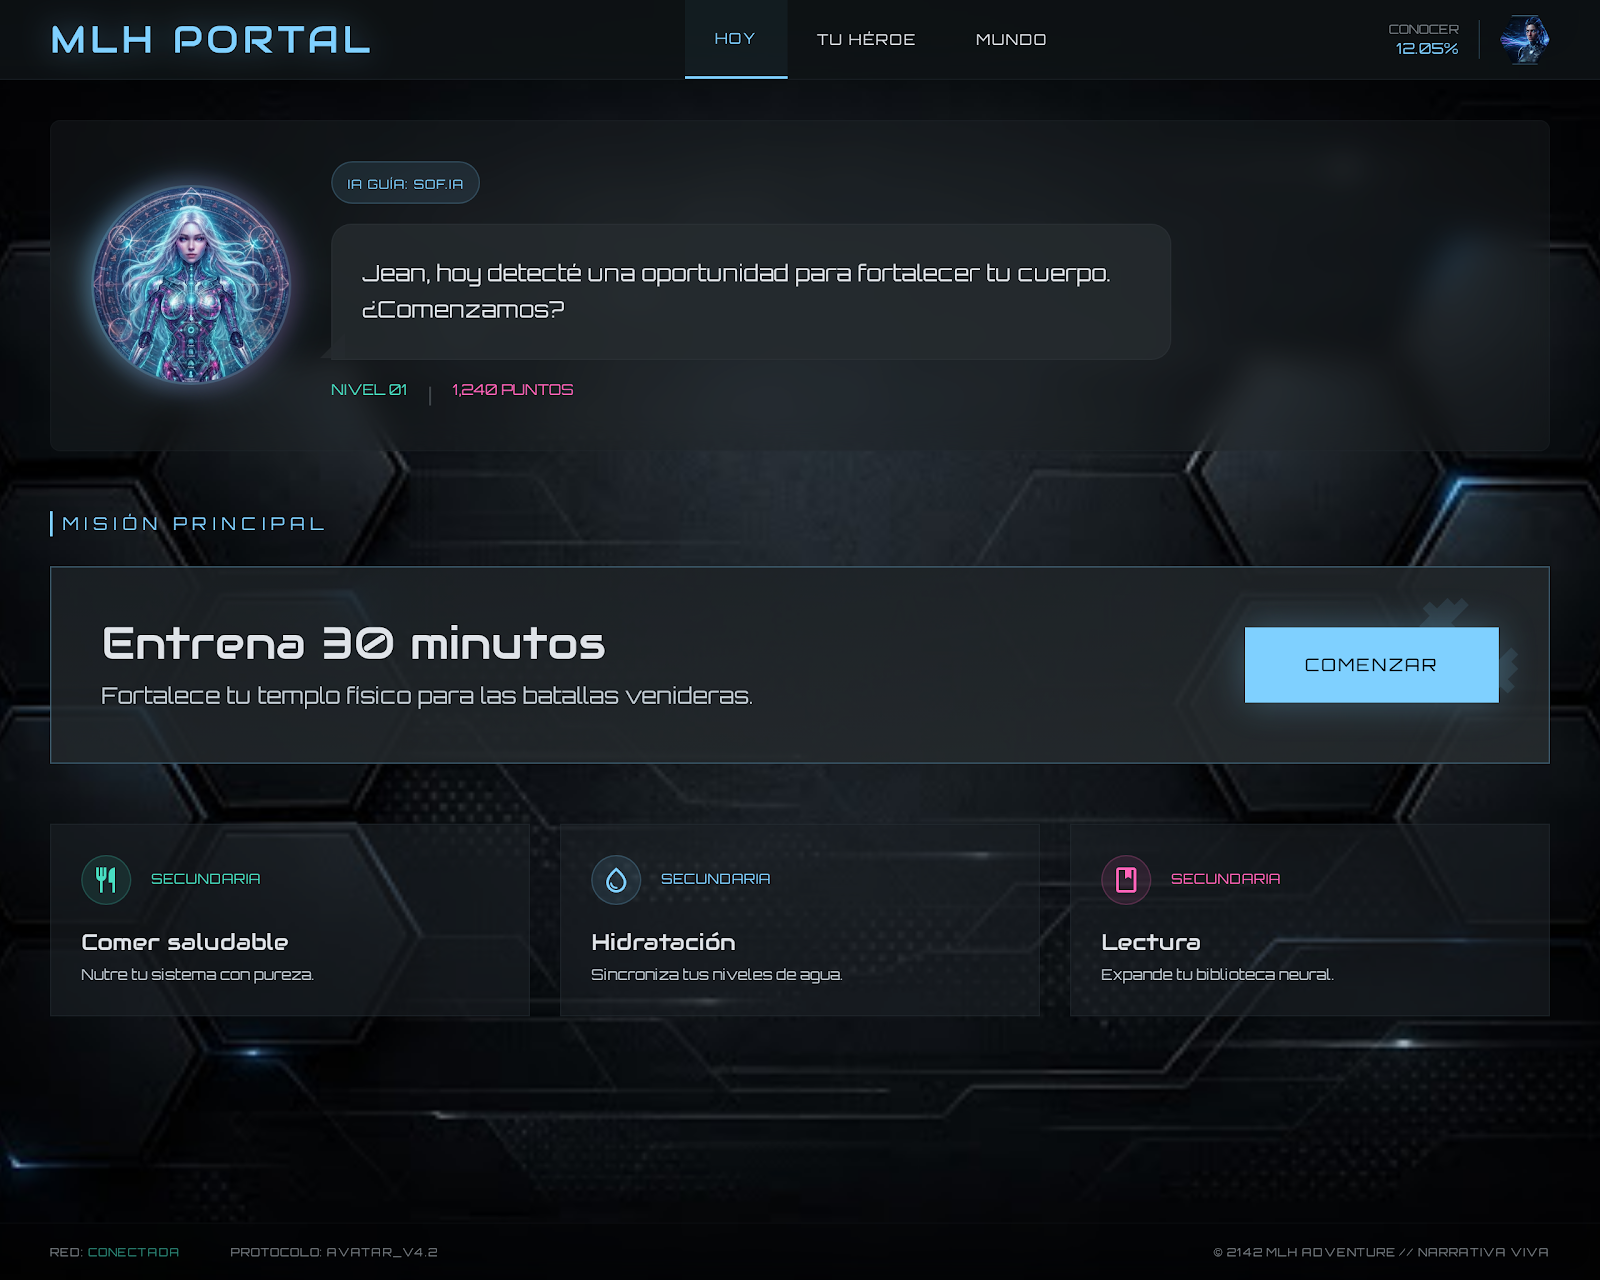 MLH PORTAL
HOY
TU HÉROE
MUNDO
CONOCER
12.05%
IA GUÍA: SOF.IA
Jean, hoy detecté una oportunidad para fortalecer tu cuerpo.
¿Comenzamos?
NIVEL 01 | 1,240 PUNTOS
MISIÓN PRINCIPAL
Entrena 30 minutos
Fortalece tu templo físico para las batallas venideras.
COMENZAR
SECUNDARIA
Comer saludable
Nutre tu sistema con pureza.
SECUNDARIA
Hidratación
Sincroniza tus niveles de agua.
SECUNDARIA
Lectura
Expande tu biblioteca neural.
RED: CONECTADA
PROTOCOLO: AVATAR_V4.2
© 2142 MLH ADVENTURE // NARRATIVA VIVA